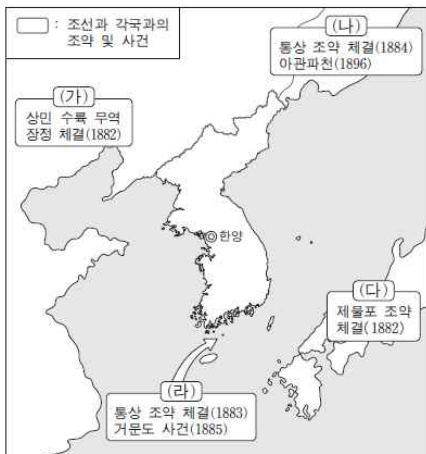 : 조선과 각국과의
조약 및 사건
(가)
상민 수륙 무역
장정 체결(1882)
(나)
통상 조약 체결(1884)
아관파천(1896)
한양
(다)
제물포 조약
체결(1882)
(라)
통상 조약 체결(1883)
거문도 사건(1885)